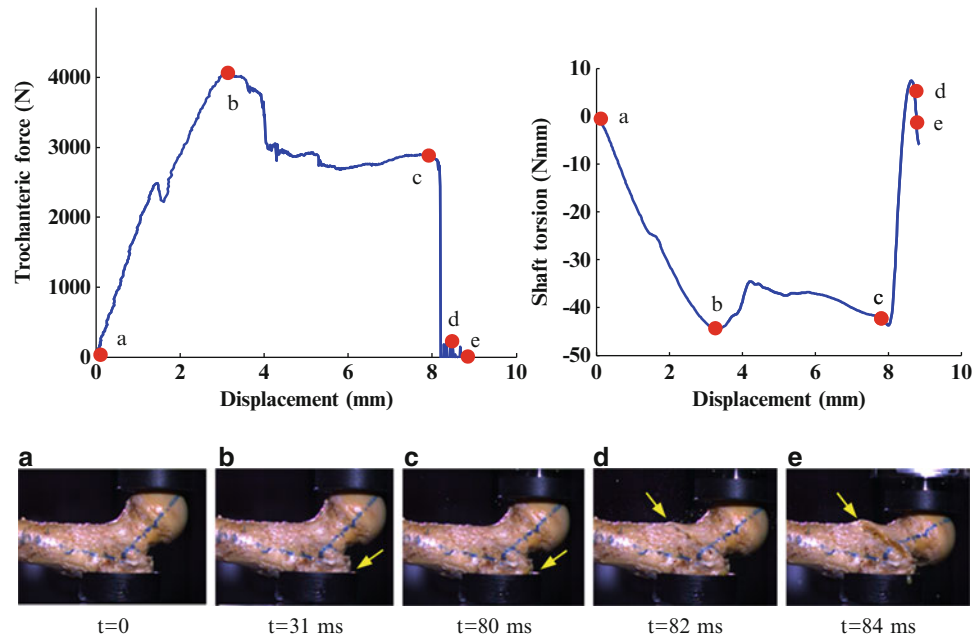 Trochanteric force (N)
4000
3000
2000
1000
0
0 2 4 6 8 10
Displacement (mm)
a
b
c
d
e
Shaft torsion (Nmm)
10
0
-10
-20
-30
-40
-50
0 2 4 6 8 10
Displacement (mm)
a
b
c
d
e
a b c d e
t=0 t=31 ms t=80 ms t=82 ms t=84 ms